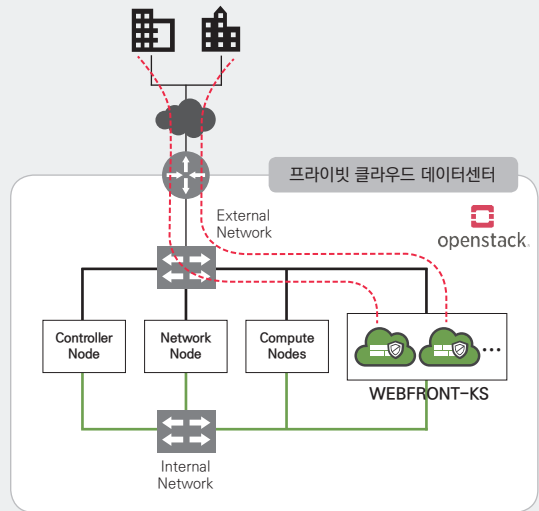 프라이빗 클라우드 데이터센터
External
Network
openstack.
Controller
Node
Network
Node
Compute
Nodes
...
WEBFRONT-KS
Internal
Network